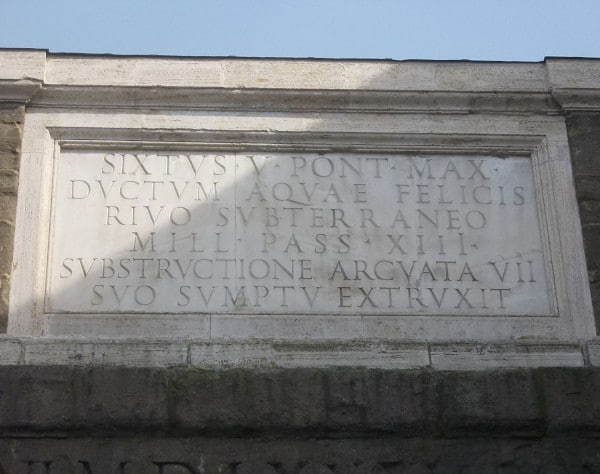 SIXTVS · V · PONT · MAX ·
DVCTVM AQVAE FELICIS
RIVO SVBTERRANEO
MILL · PASS · XIII ·
SVBSTRVCTIONE ARCVATA VII
SVO SVMPTV EXTRVXIT